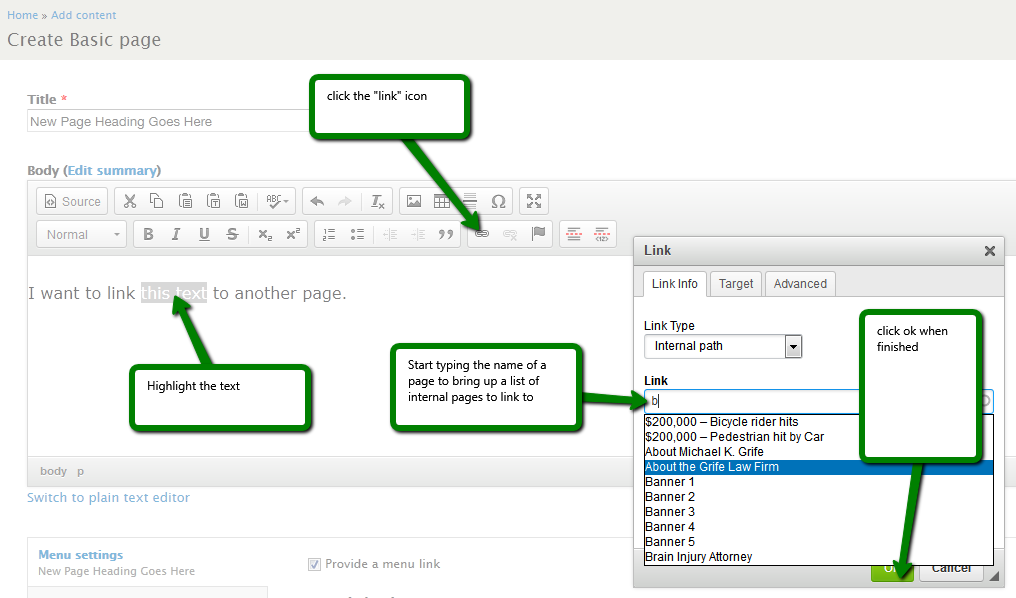 Home » Add content
Create Basic page
click the "link" icon
Title *
New Page Heading Goes Here
Body (Edit summary)
Source
ABC
Normal
B I U S x₂ x²
Link
Link Info Target Advanced
I want to link this text to another page.
Link Type
Internal path
click ok when
finished
Highlight the text
Start typing the name of a
page to bring up a list of
internal pages to link to
Link
b
$200,000 – Bicycle rider hits
$200,000 – Pedestrian hit by Car
About Michael K. Grife
About the Grife Law Firm
Banner 1
Banner 2
Banner 3
Banner 4
Banner 5
Brain Injury Attorney
body p
Switch to plain text editor
Menu settings
New Page Heading Goes Here
Provide a menu link
Cancel